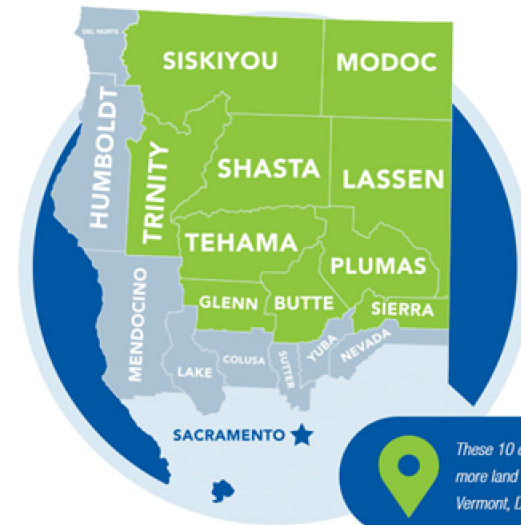 DEL NORTE
SISKIYOU
MODOC
HUMBOLDT
TRINITY
SHASTA
LASSEN
TEHAMA
PLUMAS
MENDOCINO
GLENN
BUTTE
SIERRA
LAKE
COLUSA
SUTTER
YUBA
NEVADA
SACRAMENTO
These 10
more land
Vermont,